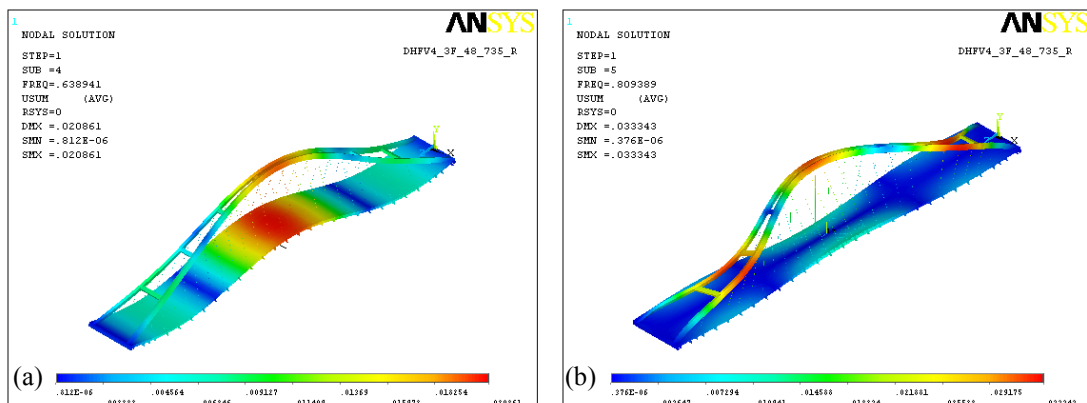 1
ANSYS
NODAL SOLUTION
DHFV4_3F_48_735_R
STEP=1
SUB =4
FREQ=.638941
USUM (AVG)
RSYS=0
DMX =.020861
SMN =.812E-06
SMX =.020861
Y
X
(a)
.812E-06 .004564 .009127 .01369 .018254
1
ANSYS
NODAL SOLUTION
DHFV4_3F_48_735_R
STEP=1
SUB =5
FREQ=.809389
USUM (AVG)
RSYS=0
DMX =.033343
SMN =.376E-06
SMX =.033343
Y
X
(b)
.376E-06 .007294 .014588 .021881 .029175